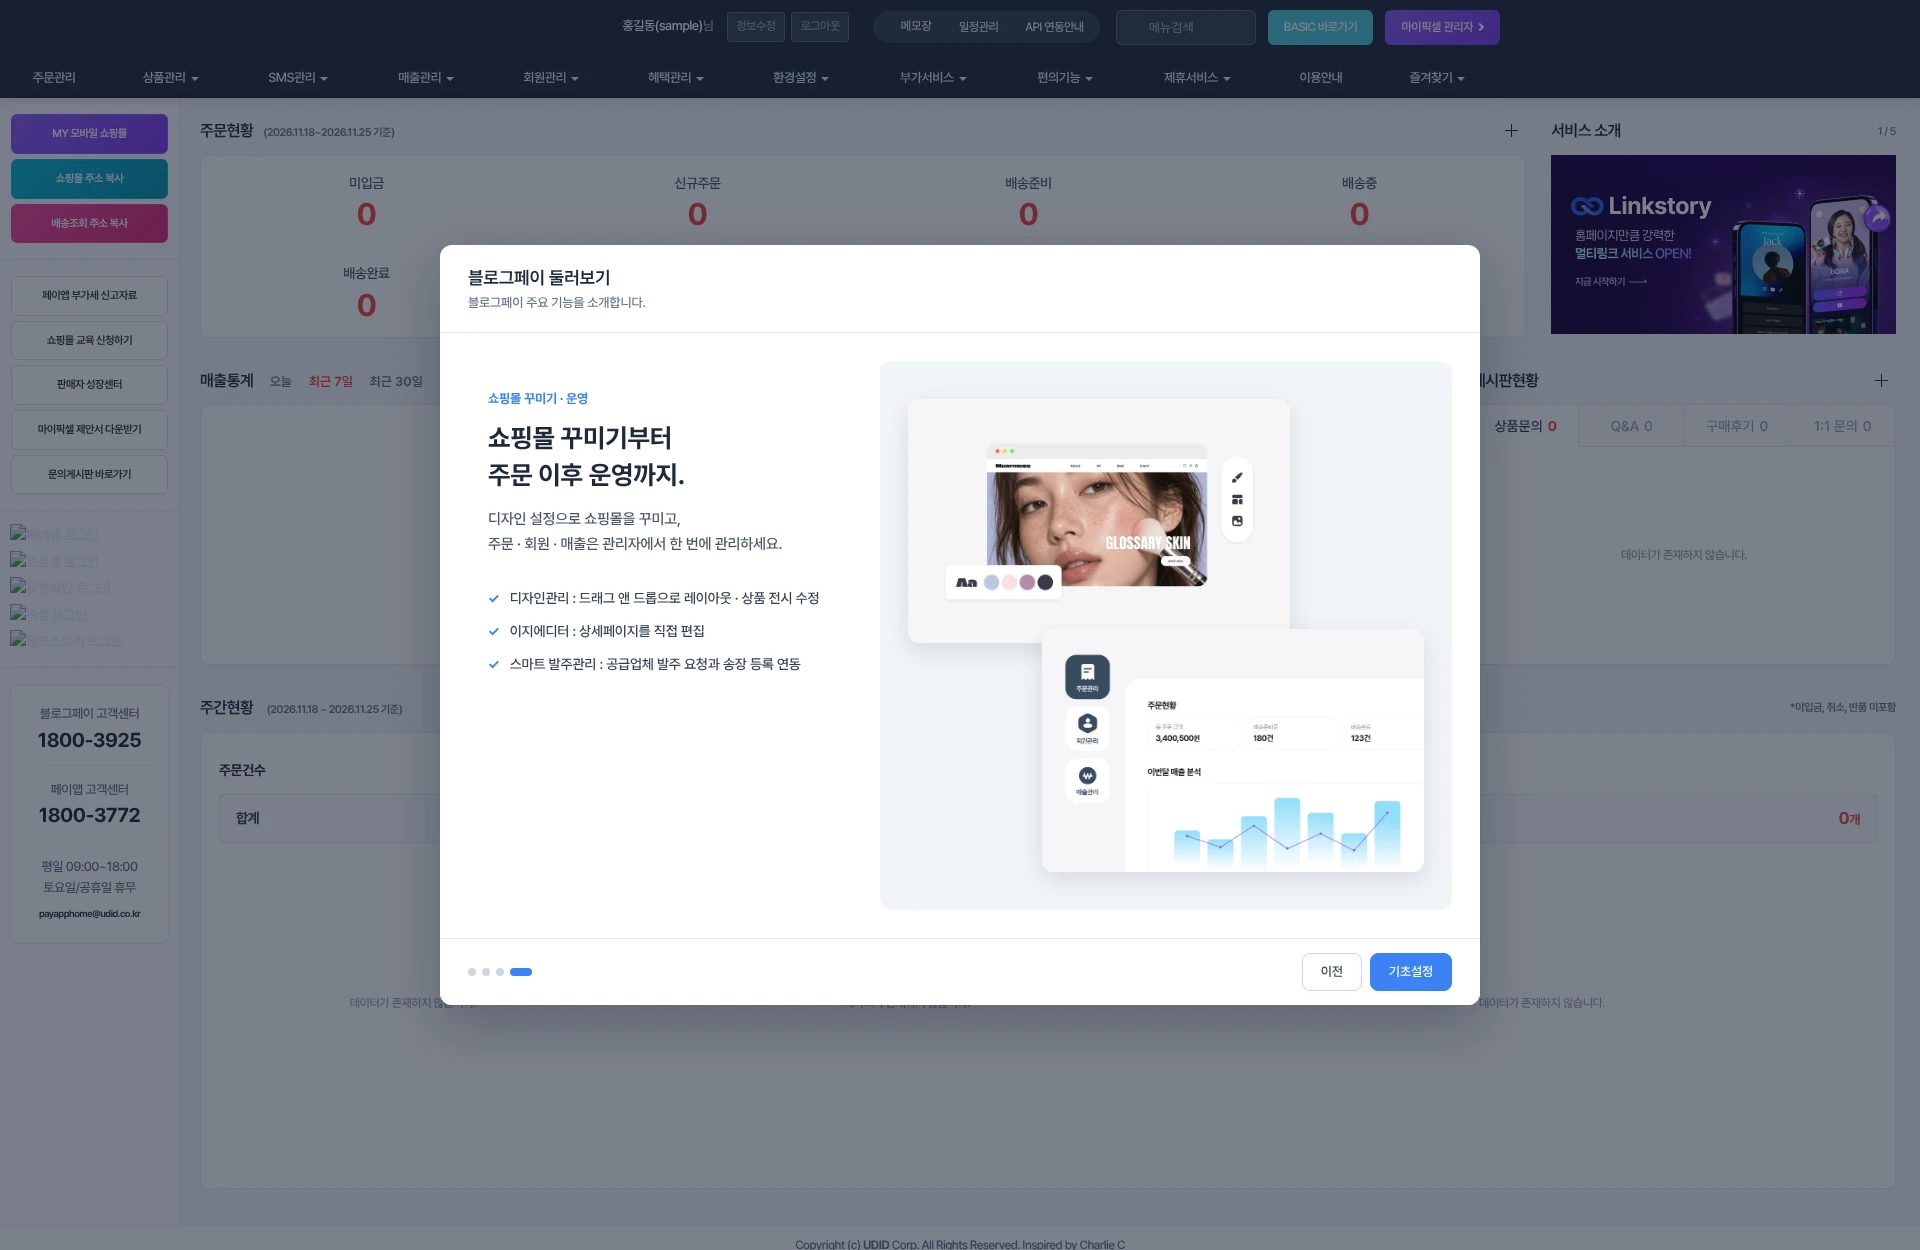 홍길동(sample)님
정보수정
로그아웃
메모장
일정관리
API 연동안내
메뉴검색
BASIC 바로가기
마이픽셀 관리자
주문관리
상품관리
SMS관리
매출관리
회원관리
혜택관리
환경설정
부가서비스
편의기능
제휴서비스
이용안내
즐겨찾기
MY 모바일 쇼핑몰
쇼핑몰 주소 복사
배송조회 주소 복사
페이앱 부가세 신고자료
쇼핑몰 교육 신청하기
판매자 성장센터
마이픽셀 제안서 다운받기
문의게시판 바로가기
블로그페이 고객센터
1800-3925
페이앱 고객센터
1800-3772
평일 09:00~18:00
토요일/공휴일 휴무
payapphome@udid.co.kr
주문현황 (2026.11.18~2026.11.25 기준)
미입금
0
신규주문
0
배송준비
0
배송중
0
배송완료
0
서비스 소개
1 / 5
Linkstory
홈페이지만큼 강력한
멀티링크 서비스 OPEN!
지금 시작하기
Jack
BORA
매출통계 오늘 최근 7일 최근 30일
게시판현황
상품문의 0
Q&A 0
구매후기 0
1:1 문의 0
데이터가 존재하지 않습니다.
주간현황 (2026.11.18 ~ 2026.11.25 기준)
*미입금, 취소, 반품 미포함
주문건수
합계
0개
데이터가 존재하지
데이터가 존재하지 않습니다.
블로그페이 둘러보기
블로그페이 주요 기능을 소개합니다.
쇼핑몰 꾸미기 · 운영
쇼핑몰 꾸미기부터
주문 이후 운영까지.
디자인 설정으로 쇼핑몰을 꾸미고,
주문 · 회원 · 매출은 관리자에서 한 번에 관리하세요.
디자인관리 : 드래그 앤 드롭으로 레이아웃 · 상품 전시 수정
이지에디터 : 상세페이지를 직접 편집
스마트 발주관리 : 공급업체 발주 요청과 송장 등록 연동
GLOSSARY SKIN
Aa
주문관리
회원관리
매출관리
주문현황
3,400,500원
180건
123건
이번달 매출 분석
이전
기초설정
Copyright (c) UDID Corp. All Rights Reserved. Inspired by Charlie C